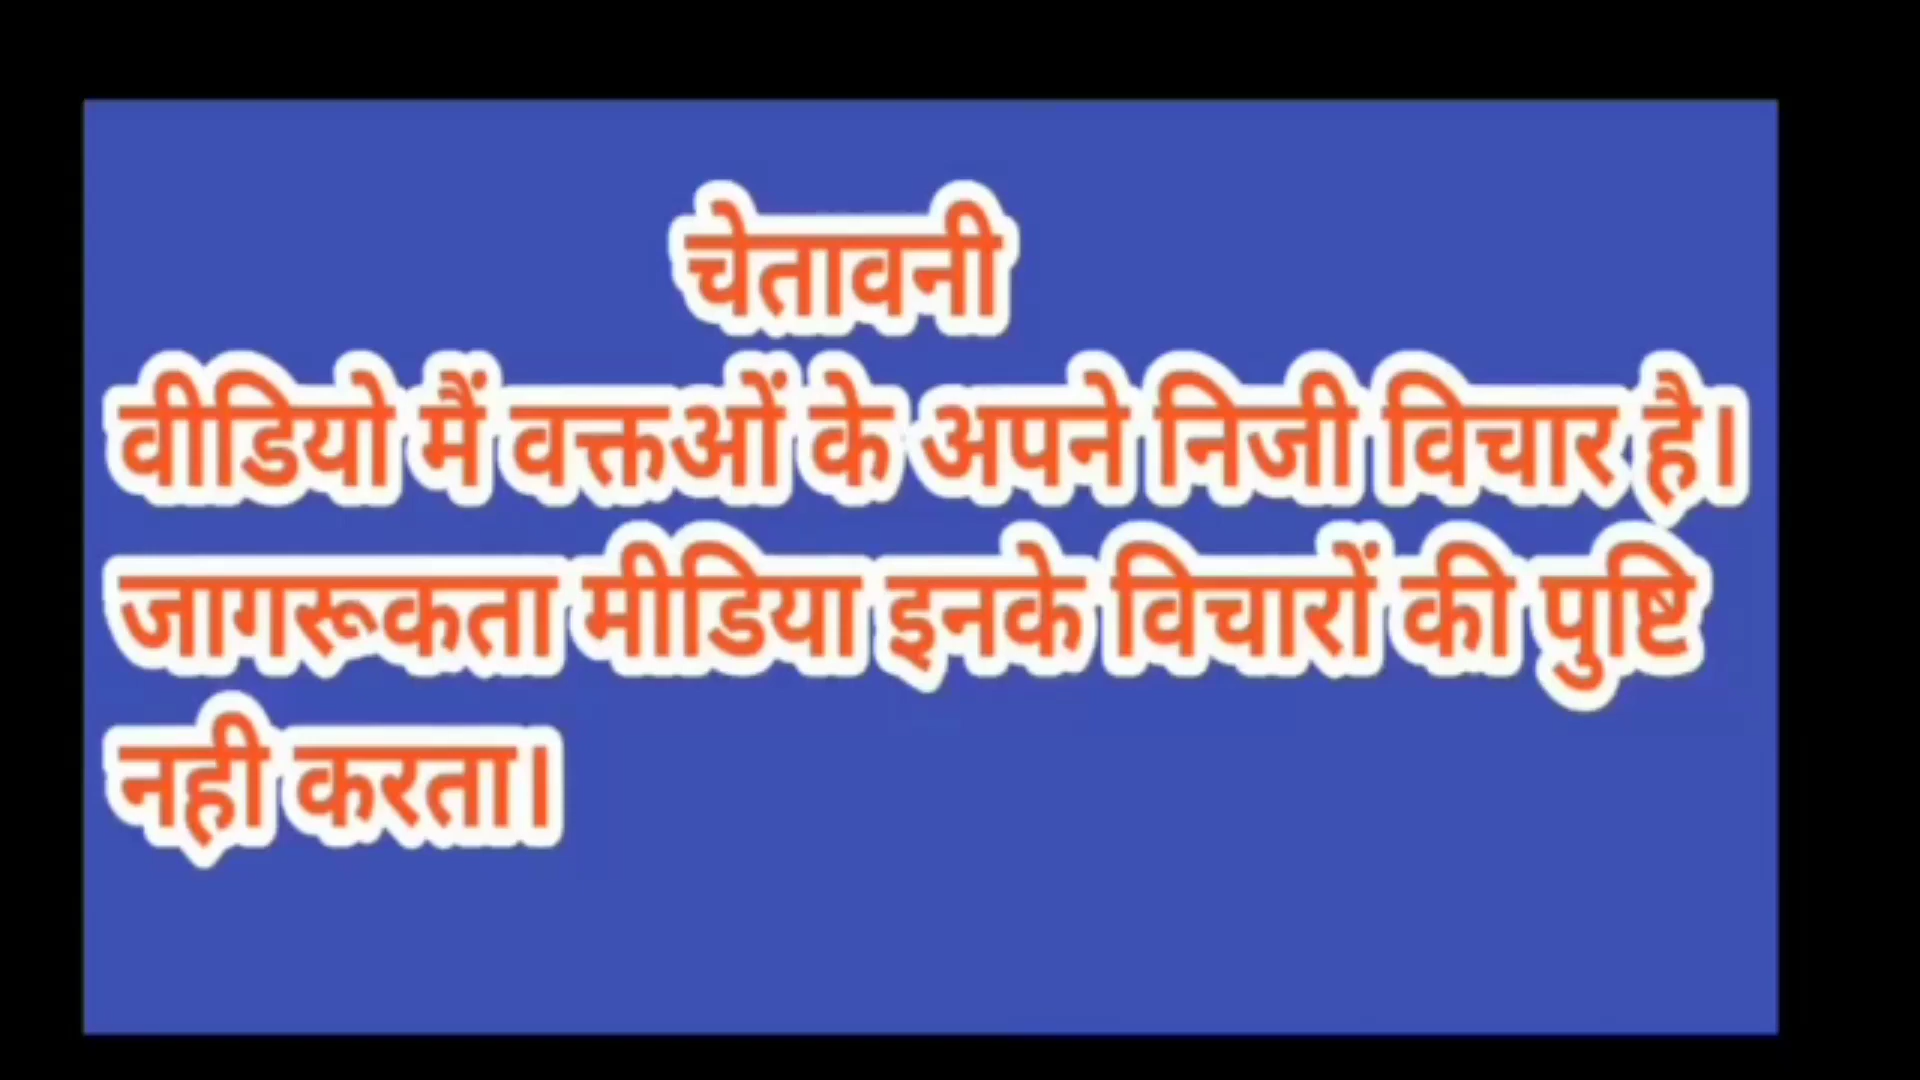 चेतावनी
वीडियो मैं वक्तओं के अपने निजी विचार है।
जागरूकता मीडिया इनके विचारों की पुष्टि
नही करता।